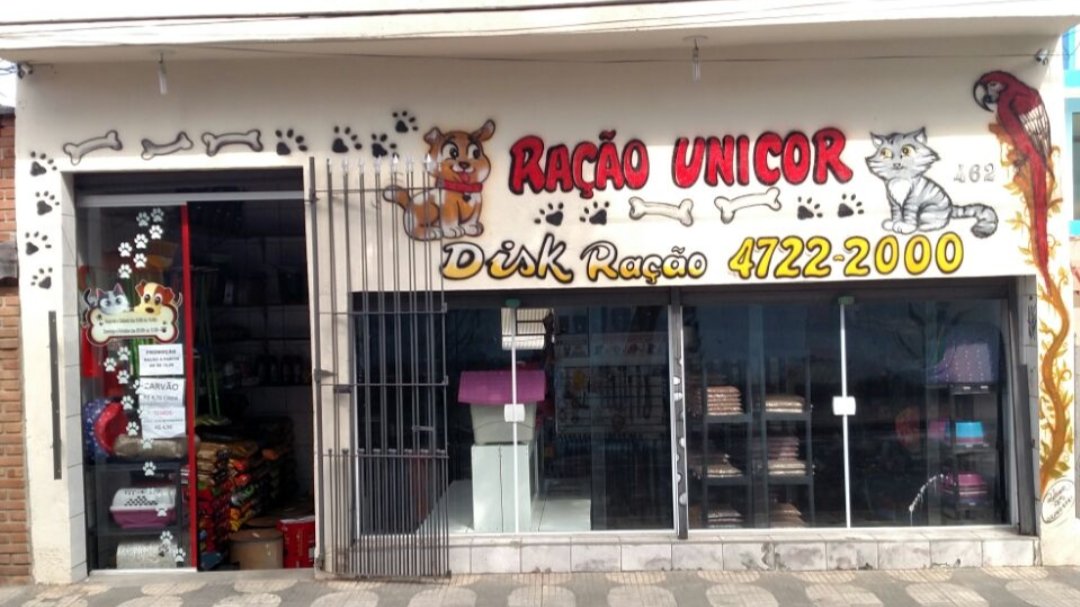 RAÇÃO UNICOR
462
Disk Ração 4722-2000
PROMOÇÃO
CARVÃO